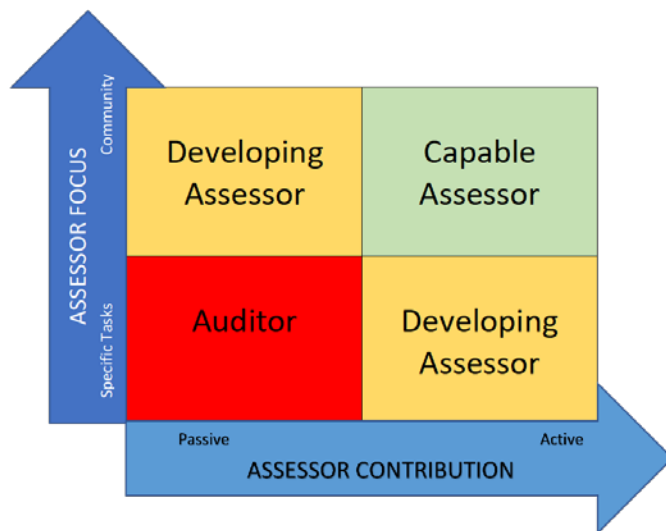 ASSESSOR FOCUS
Community
Specific Tasks
Developing
Assessor
Capable
Assessor
Auditor
Developing
Assessor
Passive
Active
ASSESSOR CONTRIBUTION